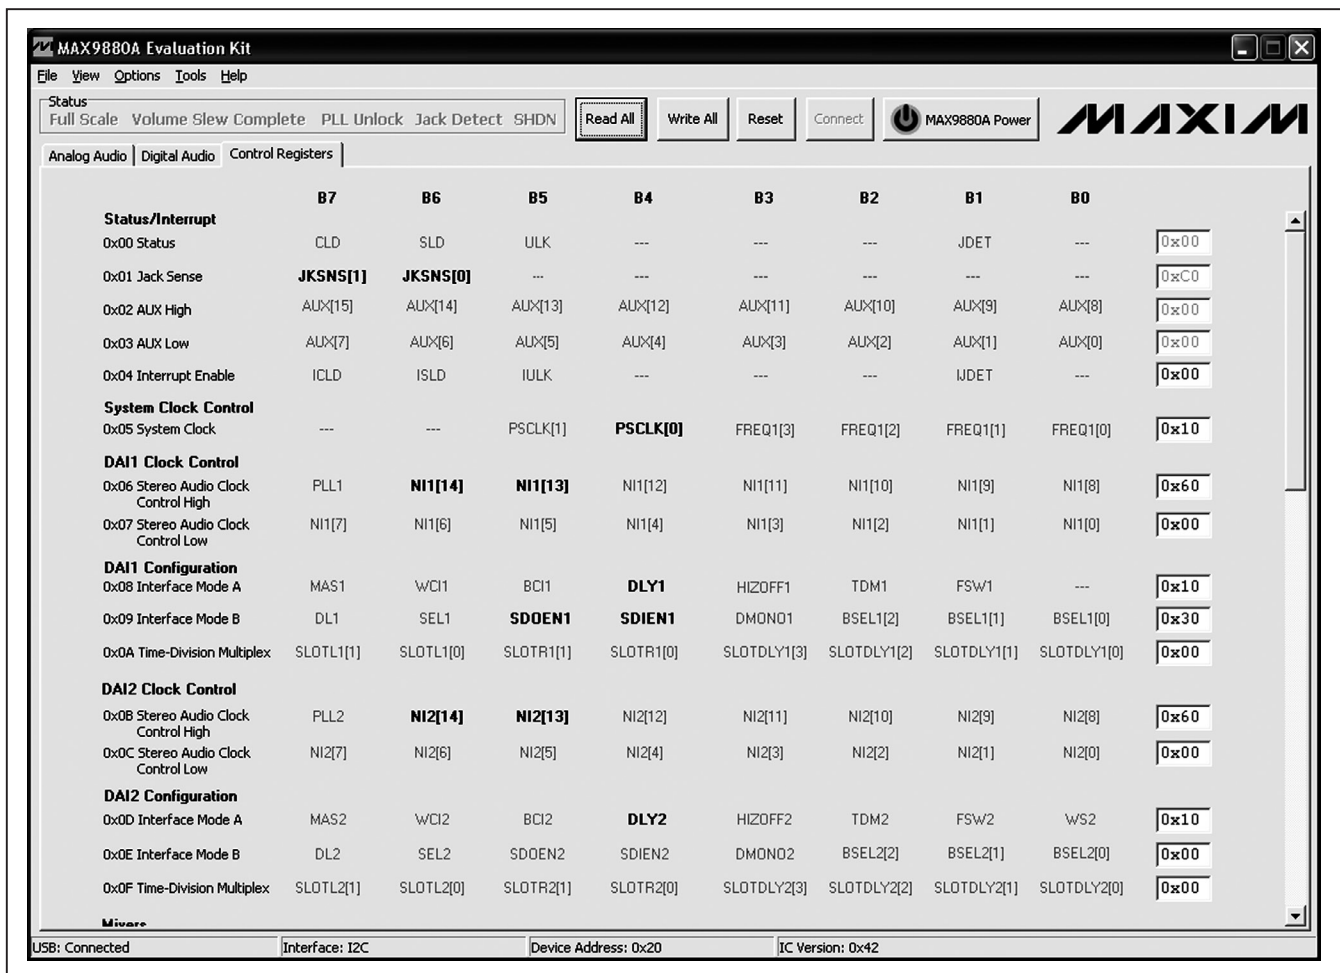 MAX9880A Evaluation Kit
File View Options Tools Help
Status
Full Scale Volume Slew Complete PLL Unlock Jack Detect SHDN Read All Write All Reset Connect MAX9880A Power MAXIM
Analog Audio Digital Audio Control Registers
B7 B6 B5 B4 B3 B2 B1 B0
Status/Interrupt
0x00 Status CLD SLD ULK --- --- --- JDET --- 0x00
0x01 Jack Sense JKSNS[1] JKSNS[0] --- --- --- --- --- --- 0xC0
0x02 AUX High AUX[15] AUX[14] AUX[13] AUX[12] AUX[11] AUX[10] AUX[9] AUX[8] 0x00
0x03 AUX Low AUX[7] AUX[6] AUX[5] AUX[4] AUX[3] AUX[2] AUX[1] AUX[0] 0x00
0x04 Interrupt Enable ICLD ISLD IULK --- --- --- IJDET --- 0x00
System Clock Control
0x05 System Clock --- --- PSCLK[1] PSCLK[0] FREQ1[3] FREQ1[2] FREQ1[1] FREQ1[0] 0x10
DAI1 Clock Control
0x06 Stereo Audio Clock PLL1 NI1[14] NI1[13] NI1[12] NI1[11] NI1[10] NI1[9] NI1[8] 0x60
Control High
0x07 Stereo Audio Clock NI1[7] NI1[6] NI1[5] NI1[4] NI1[3] NI1[2] NI1[1] NI1[0] 0x00
Control Low
DAI1 Configuration
0x08 Interface Mode A MAS1 WCI1 BCI1 DLY1 HIZOFF1 TDM1 FSW1 --- 0x10
0x09 Interface Mode B DL1 SEL1 SDOEN1 SDIEN1 DMONO1 BSEL1[2] BSEL1[1] BSEL1[0] 0x30
0x0A Time-Division Multiplex SLOTL1[1] SLOTL1[0] SLOTR1[1] SLOTR1[0] SLOTDLY1[3] SLOTDLY1[2] SLOTDLY1[1] SLOTDLY1[0] 0x00
DAI2 Clock Control
0x0B Stereo Audio Clock PLL2 NI2[14] NI2[13] NI2[12] NI2[11] NI2[10] NI2[9] NI2[8] 0x60
Control High
0x0C Stereo Audio Clock NI2[7] NI2[6] NI2[5] NI2[4] NI2[3] NI2[2] NI2[1] NI2[0] 0x00
Control Low
DAI2 Configuration
0x0D Interface Mode A MAS2 WCI2 BCI2 DLY2 HIZOFF2 TDM2 FSW2 WS2 0x10
0x0E Interface Mode B DL2 SEL2 SDOEN2 SDIEN2 DMONO2 BSEL2[2] BSEL2[1] BSEL2[0] 0x00
0x0F Time-Division Multiplex SLOTL2[1] SLOTL2[0] SLOTR2[1] SLOTR2[0] SLOTDLY2[3] SLOTDLY2[2] SLOTDLY2[1] SLOTDLY2[0] 0x00
Mixers
USB: Connected Interface: I2C Device Address: 0x20 IC Version: 0x42